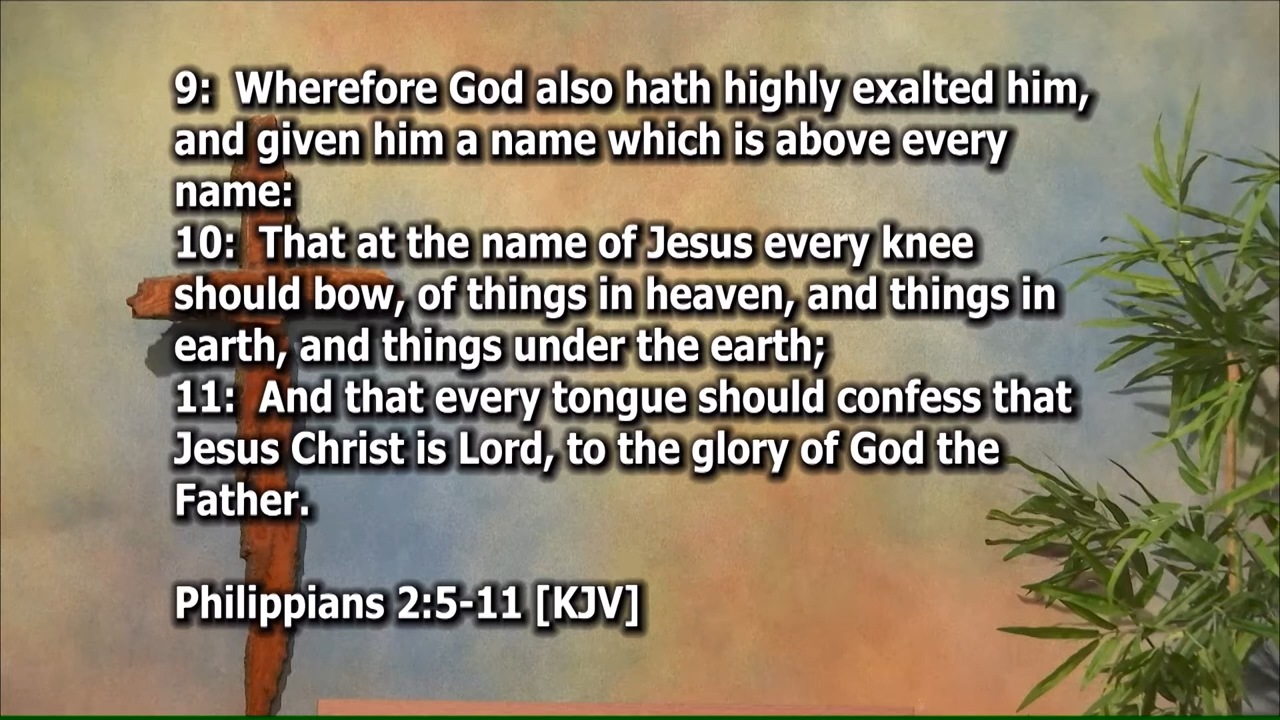 9:  Wherefore God also hath highly exalted him,
and given him a name which is above every
name:
10:  That at the name of Jesus every knee
should bow, of things in heaven, and things in
earth, and things under the earth;
11:  And that every tongue should confess that
Jesus Christ is Lord, to the glory of God the
Father.
Philippians 2:5-11 [KJV]